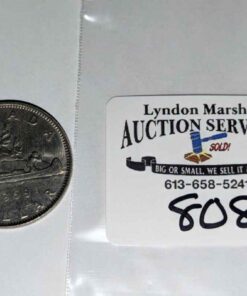 Lyndon Marsh
AUCTION SERV
SOLD!
BIG OR SMALL, WE SELL IT
613-658-524
808